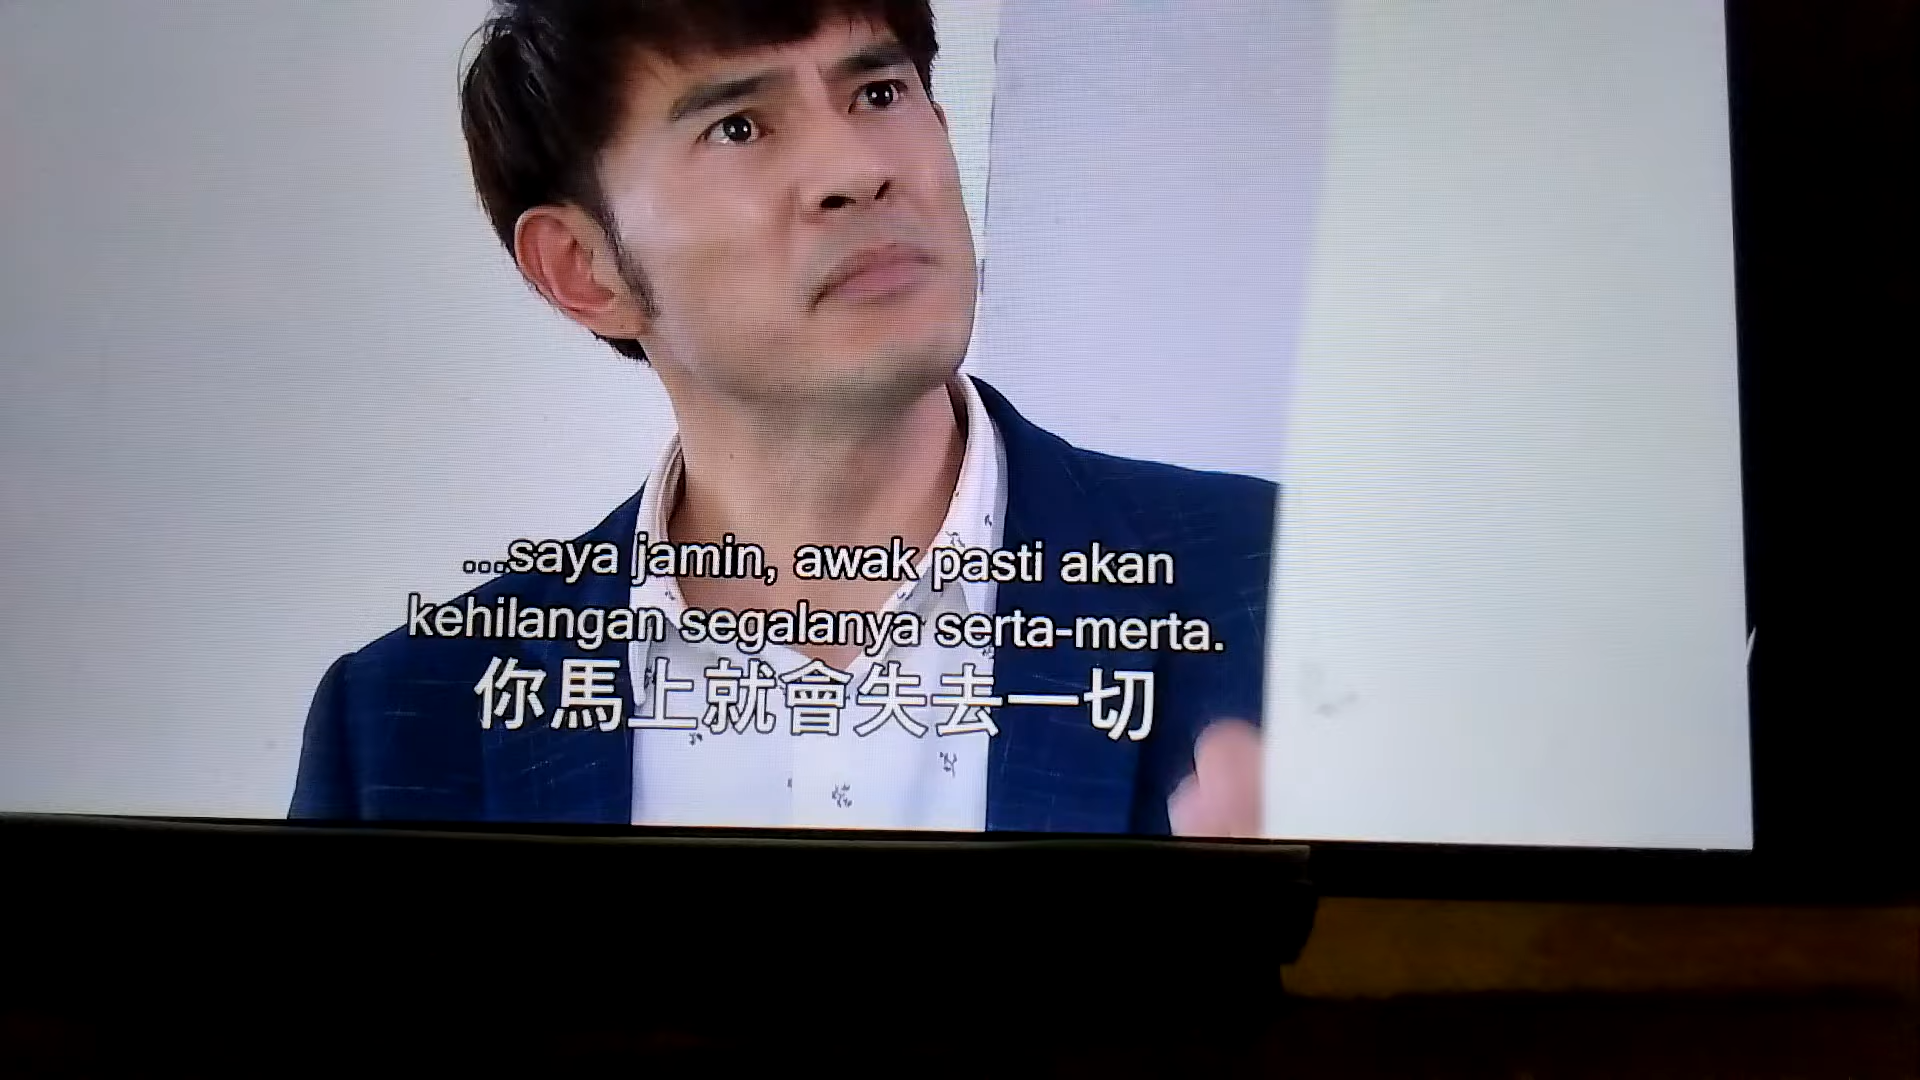 ...saya jamin, awak pasti akan
kehilangan segalanya serta-merta.
你馬上就會失去一切